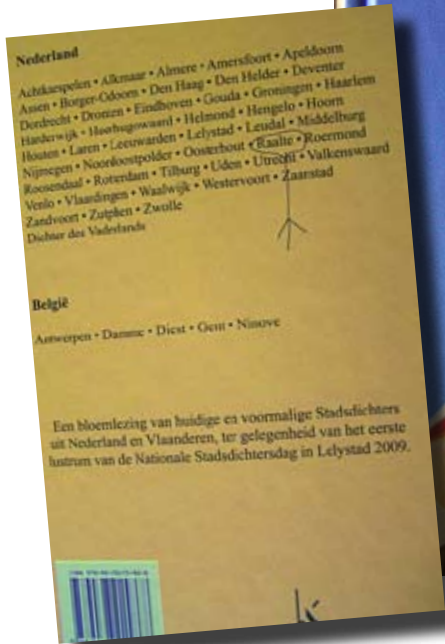 Nederland
Achtkarspelen • Alkmaar • Almere • Amersfoort • Apeldoorn
Assen • Borger-Odoorn • Den Haag • Den Helder • Deventer
Dordrecht • Dronten • Eindhoven • Gouda • Groningen • Haarlem
Harderwijk • Heerhugowaard • Helmond • Hengelo • Hoorn
Houten • Laren • Leeuwarden • Lelystad • Leudal • Middelburg
Nijmegen • Noordoostpolder • Oosterhout • Raalte • Roermond
Roosendaal • Rotterdam • Tilburg • Uden • Utrecht • Valkenswaard
Venlo • Vlaardingen • Waalwijk • Westervoort • Zaanstad
Zandvoort • Zutphen • Zwolle
Dichter des Vaderlands
België
Antwerpen • Damme • Diest • Gent • Ninove
Een bloemlezing van huidige en voormalige Stadsdichters
uit Nederland en Vlaanderen, ter gelegenheid van het eerste
lustrum van de Nationale Stadsdichtersdag in Lelystad 2009.